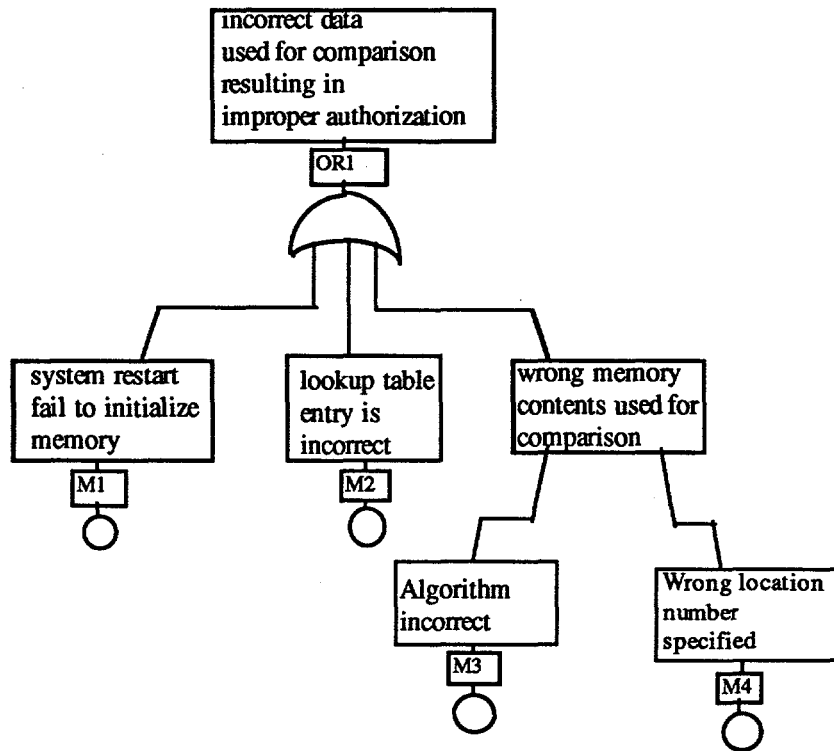 incorrect data
used for comparison
resulting in
improper authorization
OR1
system restart
fail to initialize
memory
M1
lookup table
entry is
incorrect
M2
wrong memory
contents used for
comparison
Algorithm
incorrect
M3
Wrong location
number
specified
M4